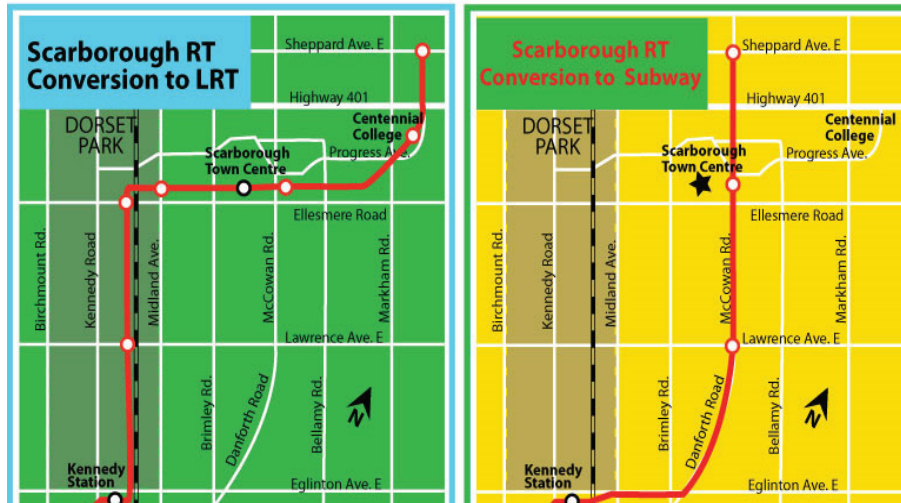 Scarborough RT
Conversion to LRT
Sheppard Ave. E
Highway 401
DORSET
PARK
Centennial
College
Scarborough
Town Centre
Progress Ave.
Ellesmere Road
Birchmount Rd.
Kennedy Road
Midland Ave.
McCowan Rd.
Markham Rd.
Lawrence Ave. E
Brimley Rd.
Danforth Road
Bellamy Rd.
N
Kennedy
Station
Eglinton Ave. E
Scarborough RT
Conversion to Subway
Sheppard Ave. E
Highway 401
DORSET
PARK
Centennial
College
Scarborough
Town Centre
Progress Ave.
Ellesmere Road
Birchmount Rd.
Kennedy Road
Midland Ave.
McCowan Rd.
Markham Rd.
Lawrence Ave. E
Brimley Rd.
Danforth Road
Bellamy Rd.
N
Kennedy
Station
Eglinton Ave. E